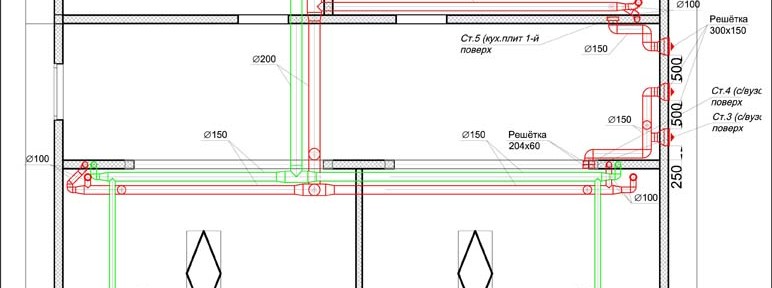 Ø100
Решётка
300x150
Ст.5 (кух.плит 1-й
поверх
Ø150
Ø200
500
Ст.4 (с/вуз
поверх
500
Ст.3 (с/вуз
поверх
Ø150
Ø150
Ø150
Решётка
204x60
Ø100
250
Ø100